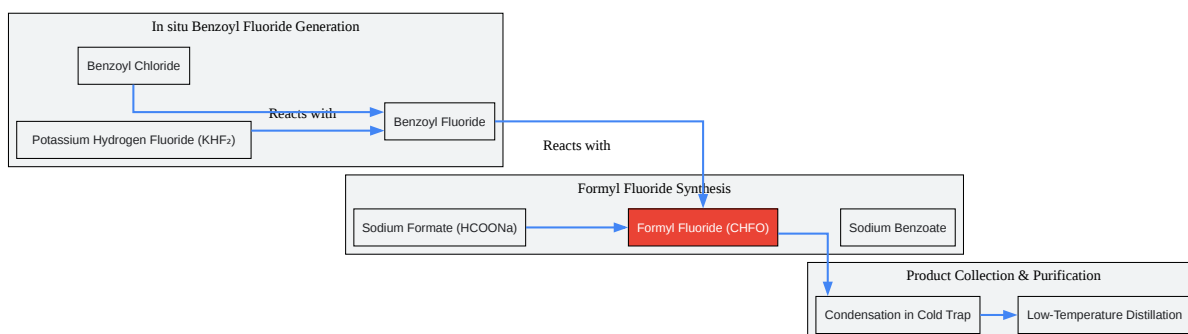 In situ Benzoyl Fluoride Generation
Benzoyl Chloride
Reacts with
Benzoyl Fluoride
Potassium Hydrogen Fluoride (KHF₂)
Reacts with
Formyl Fluoride Synthesis
Sodium Formate (HCOONa)
Formyl Fluoride (CHFO)
Sodium Benzoate
Product Collection & Purification
Condensation in Cold Trap
Low-Temperature Distillation